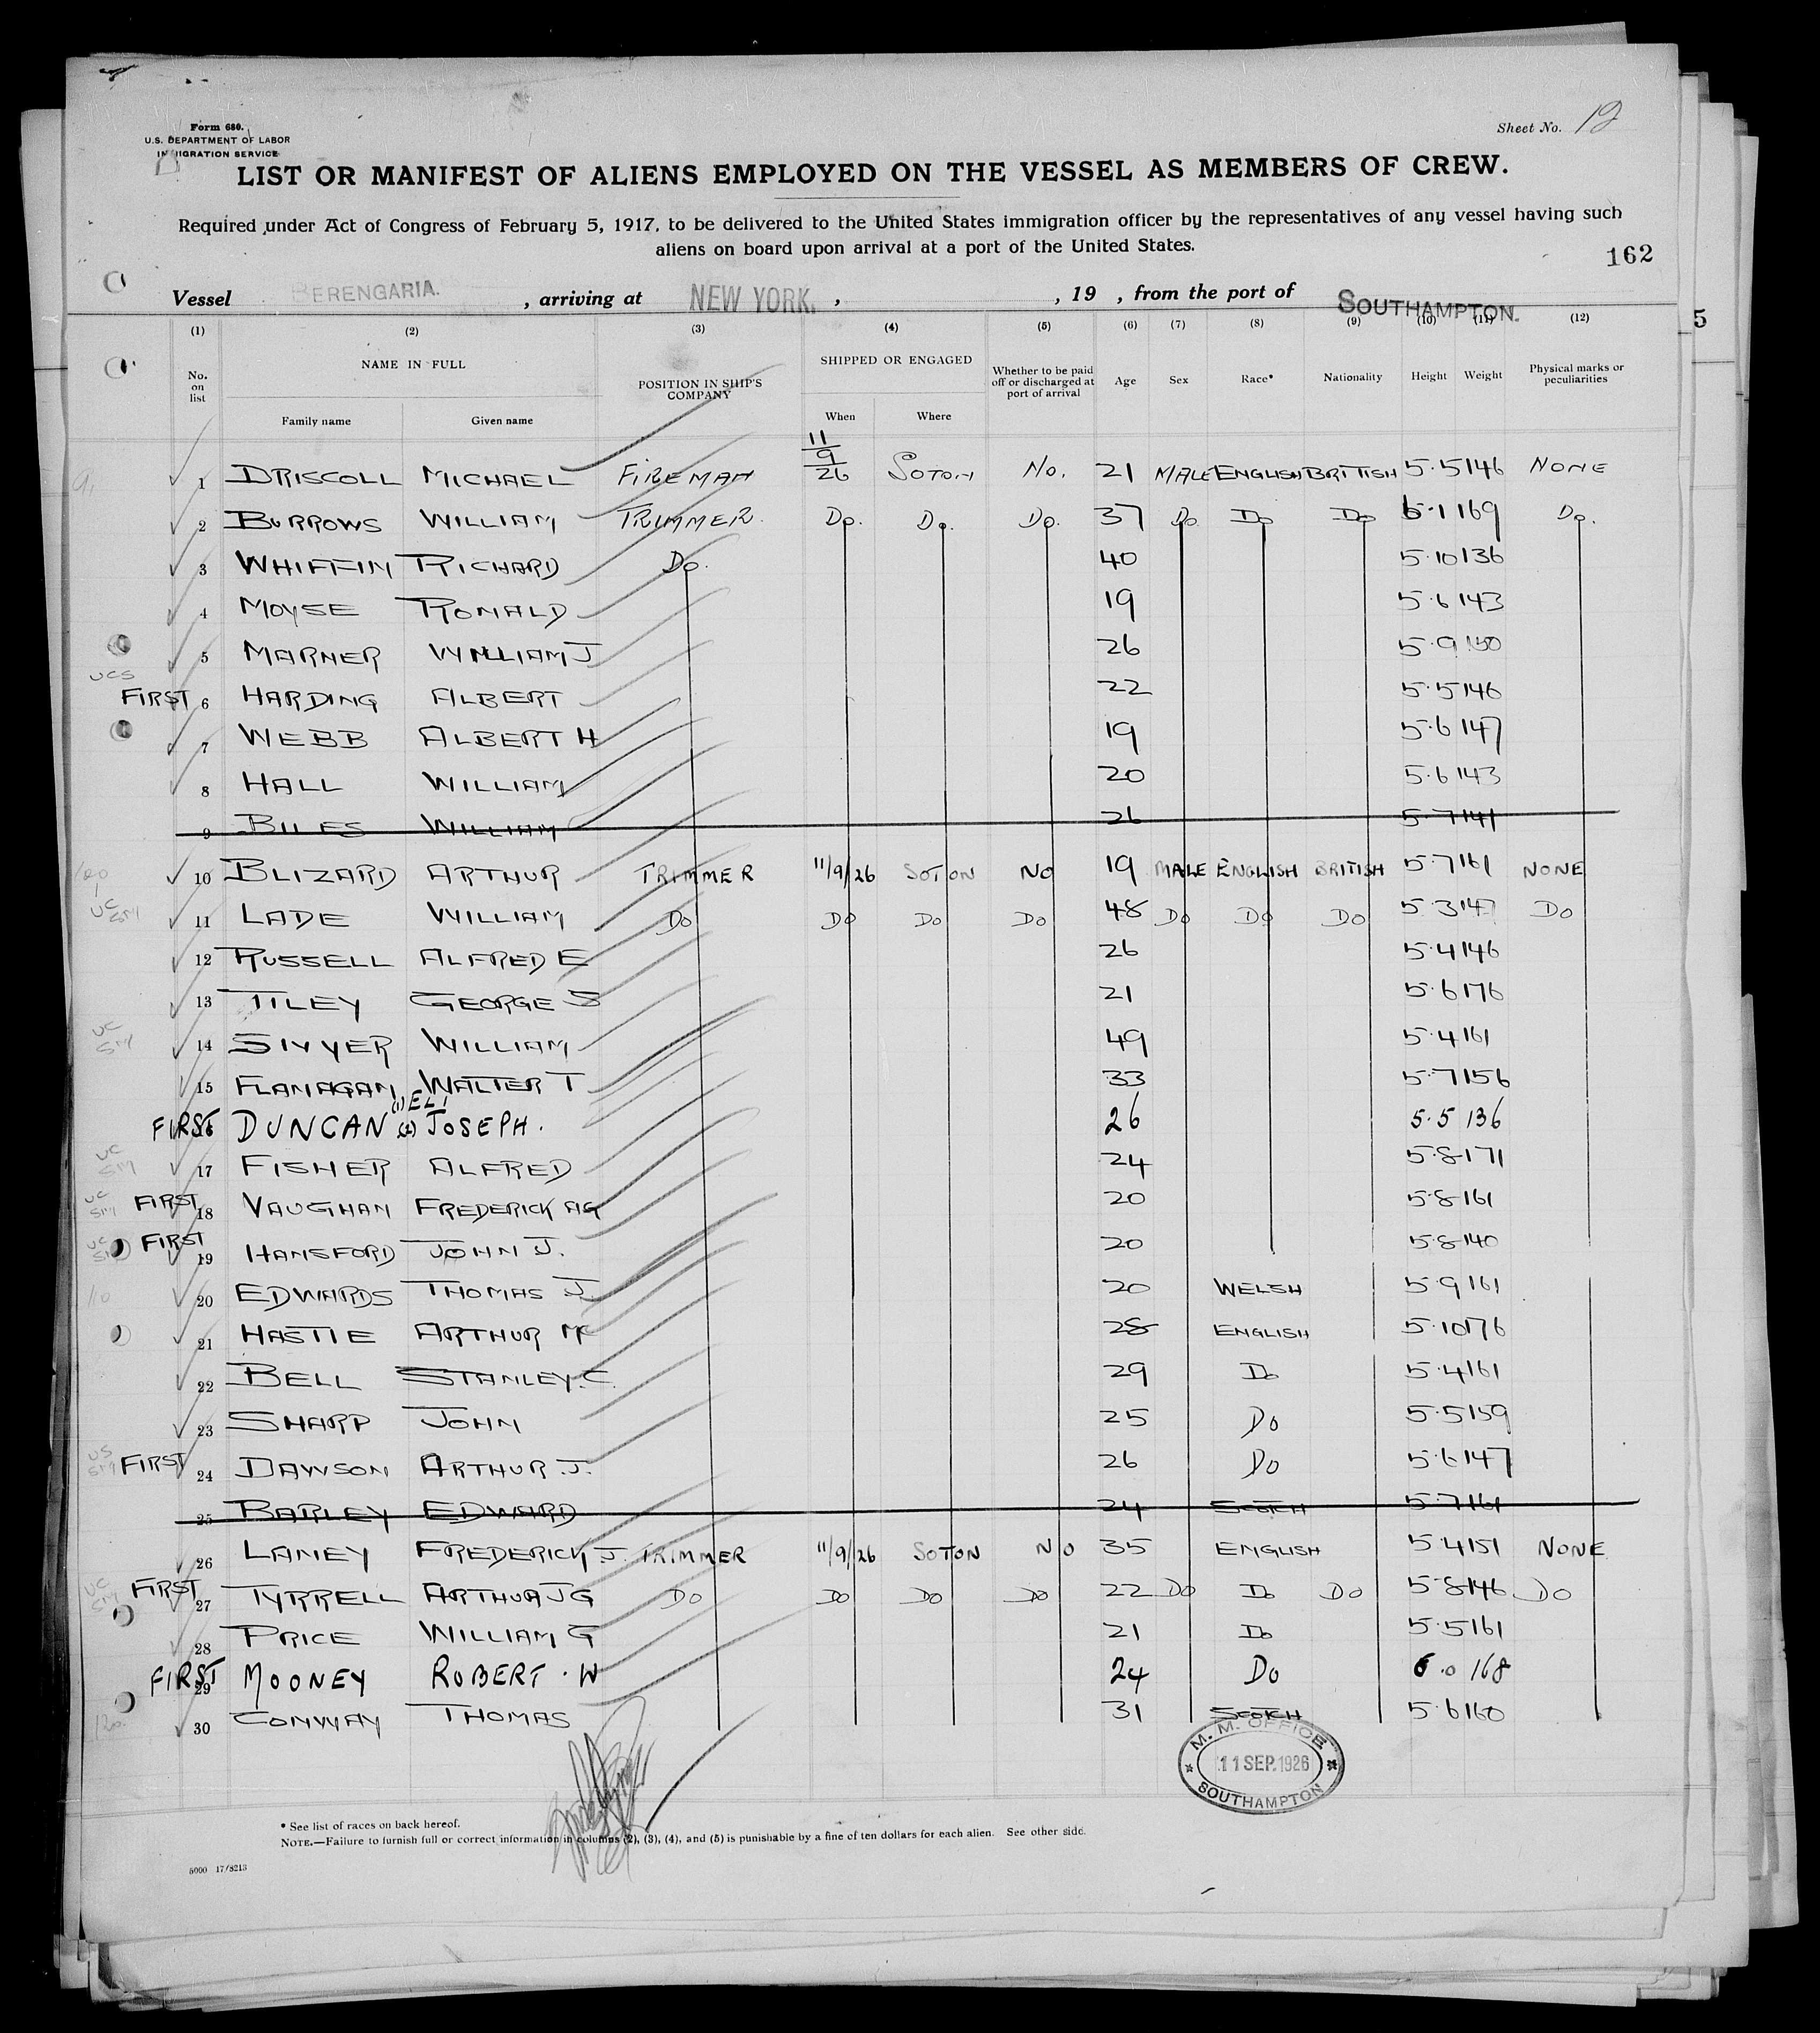 Form 680.
U.S. DEPARTMENT OF LABOR
IMMIGRATION SERVICE
Sheet No. 12
LIST OR MANIFEST OF ALIENS EMPLOYED ON THE VESSEL AS MEMBERS OF CREW.
Required under Act of Congress of February 5, 1917, to be delivered to the United States immigration officer by the representatives of any vessel having such
aliens on board upon arrival at a port of the United States.
162
Vessel BERENGARIA. , arriving at NEW YORK. , , 19 , from the port of SOUTHAMPTON.
5
(1) (2) (3) (4) (5) (6) (7) (8) (9) (10) (11) (12)
No. on list NAME IN FULL POSITION IN SHIP'S COMPANY SHIPPED OR ENGAGED Whether to be paid off or discharged at port of arrival Age Sex Race* Nationality Height Weight Physical marks or peculiarities
Family name Given name When Where
1 DRISCOLL MICHAEL FIREMAN 11/9/26 SOTON No. 21 MALE ENGLISH BRITISH 5.5 146 NONE
2 BURROWS WILLIAM TRIMMER. Do. Do. Do. 37 Do Do Do 5.1 169 Do.
3 WHIFFIN RICHARD Do. 40 5.10 136
4 MOYSE RONALD 19 5.6 143
5 MARNER WILLIAM J 26 5.9
UCS
FIRST 6 HARDING ALBERT 22 5.5 146
7 WEBB ALBERT H 19 5.6 147
8 HALL WILLIAM 20 5.6 143
9 BILES WILLIAM 26 5.7 141
10 BLIZARD ARTHUR TRIMMER 11/9/26 SOTON NO 19 MALE ENGLISH BRITISH 5.7 161 NONE
11 LADE WILLIAM DO DO DO DO 48 DO DO DO 5.3 147 DO
12 RUSSELL ALFRED E 26 5.4 146
13 TILEY GEORGE S 21 5.6 176
14 SIVYER WILLIAM 49 5.4 161
15 FLANAGAN WALTER T 33 5.7 156
(1) ELI
FIRST 16 DUNCAN (2) JOSEPH. 26 5.5 136
17 FISHER ALFRED 24 5.8 171
FIRST 18 VAUGHAN FREDERICK AG 20 5.8 161
FIRST 19 HANSFORD JOHN J. 20 5.8 140
20 EDWARDS THOMAS J 20 WELSH 5.9 161
21 HASTIE ARTHUR Mc 28 ENGLISH 5.10 176
22 BELL STANLEY.C. 29 Do 5.4 161
23 SHARP JOHN 25 Do 5.5 159
FIRST 24 DAWSON ARTHUR J. 26 Do 5.6 147
25 BARLEY EDWARD 24 SCOTCH 5.7 161
26 LANEY FREDERICK J. TRIMMER 11/9/26 SOTON NO 35 ENGLISH 5.4 151 NONE
FIRST 27 TYRRELL ARTHUR J G DO DO DO DO 22 DO Do DO 5.8 146 DO
28 PRICE WILLIAM G 21 Do 5.5 161
FIRST 29 MOONEY ROBERT . W 24 Do 6.0 168
30 CONWAY THOMAS 31 SCOTCH 5.6 160
M. M. OFFICE
11 SEP. 1926
SOUTHAMPTON
* See list of races on back hereof.
NOTE.—Failure to furnish full or correct information in columns (2), (3), (4), and (5) is punishable by a fine of ten dollars for each alien. See other side.
5000 17/8213